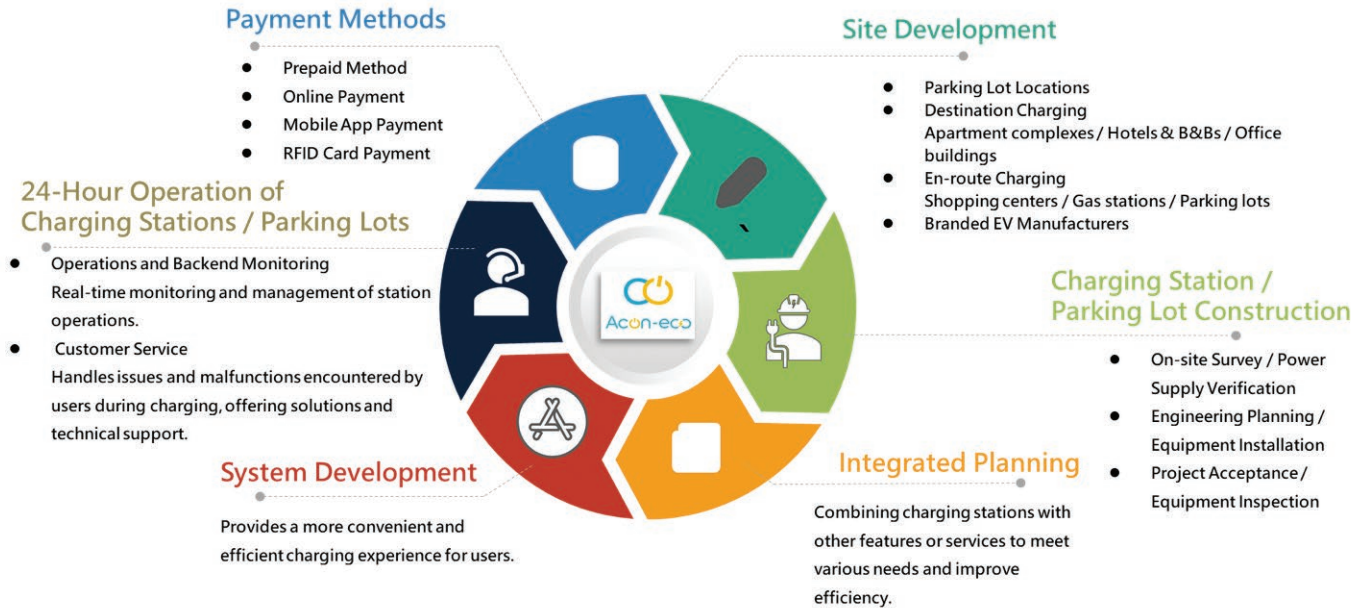 Payment Methods
● Prepaid Method
● Online Payment
● Mobile App Payment
● RFID Card Payment
Site Development
● Parking Lot Locations
● Destination Charging
Apartment complexes / Hotels & B&Bs / Office
buildings
● En-route Charging
Shopping centers / Gas stations / Parking lots
● Branded EV Manufacturers
24-Hour Operation of
Charging Stations / Parking Lots
● Operations and Backend Monitoring
Real-time monitoring and management of station
operations.
● Customer Service
Handles issues and malfunctions encountered by
users during charging, offering solutions and
technical support.
Acon-eco
Charging Station /
Parking Lot Construction
● On-site Survey / Power
Supply Verification
● Engineering Planning /
Equipment Installation
● Project Acceptance /
Equipment Inspection
System Development
Provides a more convenient and
efficient charging experience for users.
Integrated Planning
Combining charging stations with
other features or services to meet
various needs and improve
efficiency.